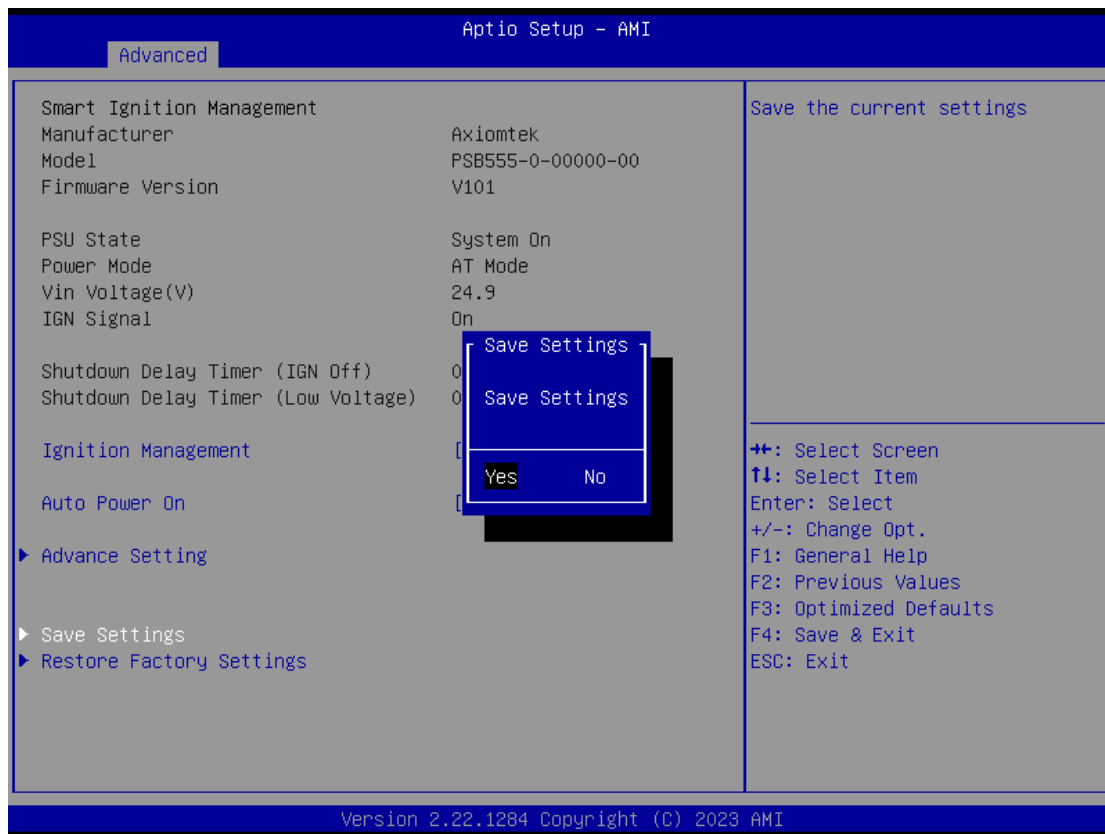 Aptio Setup - AMI
Advanced
Smart Ignition Management
Manufacturer Axiomtek
Model PSB555-0-00000-00
Firmware Version V101
PSU State System On
Power Mode AT Mode
Vin Voltage(V) 24.9
IGN Signal On
Shutdown Delay Timer (IGN Off) 0
Shutdown Delay Timer (Low Voltage) 0
Ignition Management [
Auto Power On [
Advance Setting
Save Settings
Restore Factory Settings
Save Settings
Save Settings
Yes No
Save the current settings
→←: Select Screen
↑↓: Select Item
Enter: Select
+/-: Change Opt.
F1: General Help
F2: Previous Values
F3: Optimized Defaults
F4: Save & Exit
ESC: Exit
Version 2.22.1284 Copyright (C) 2023 AMI